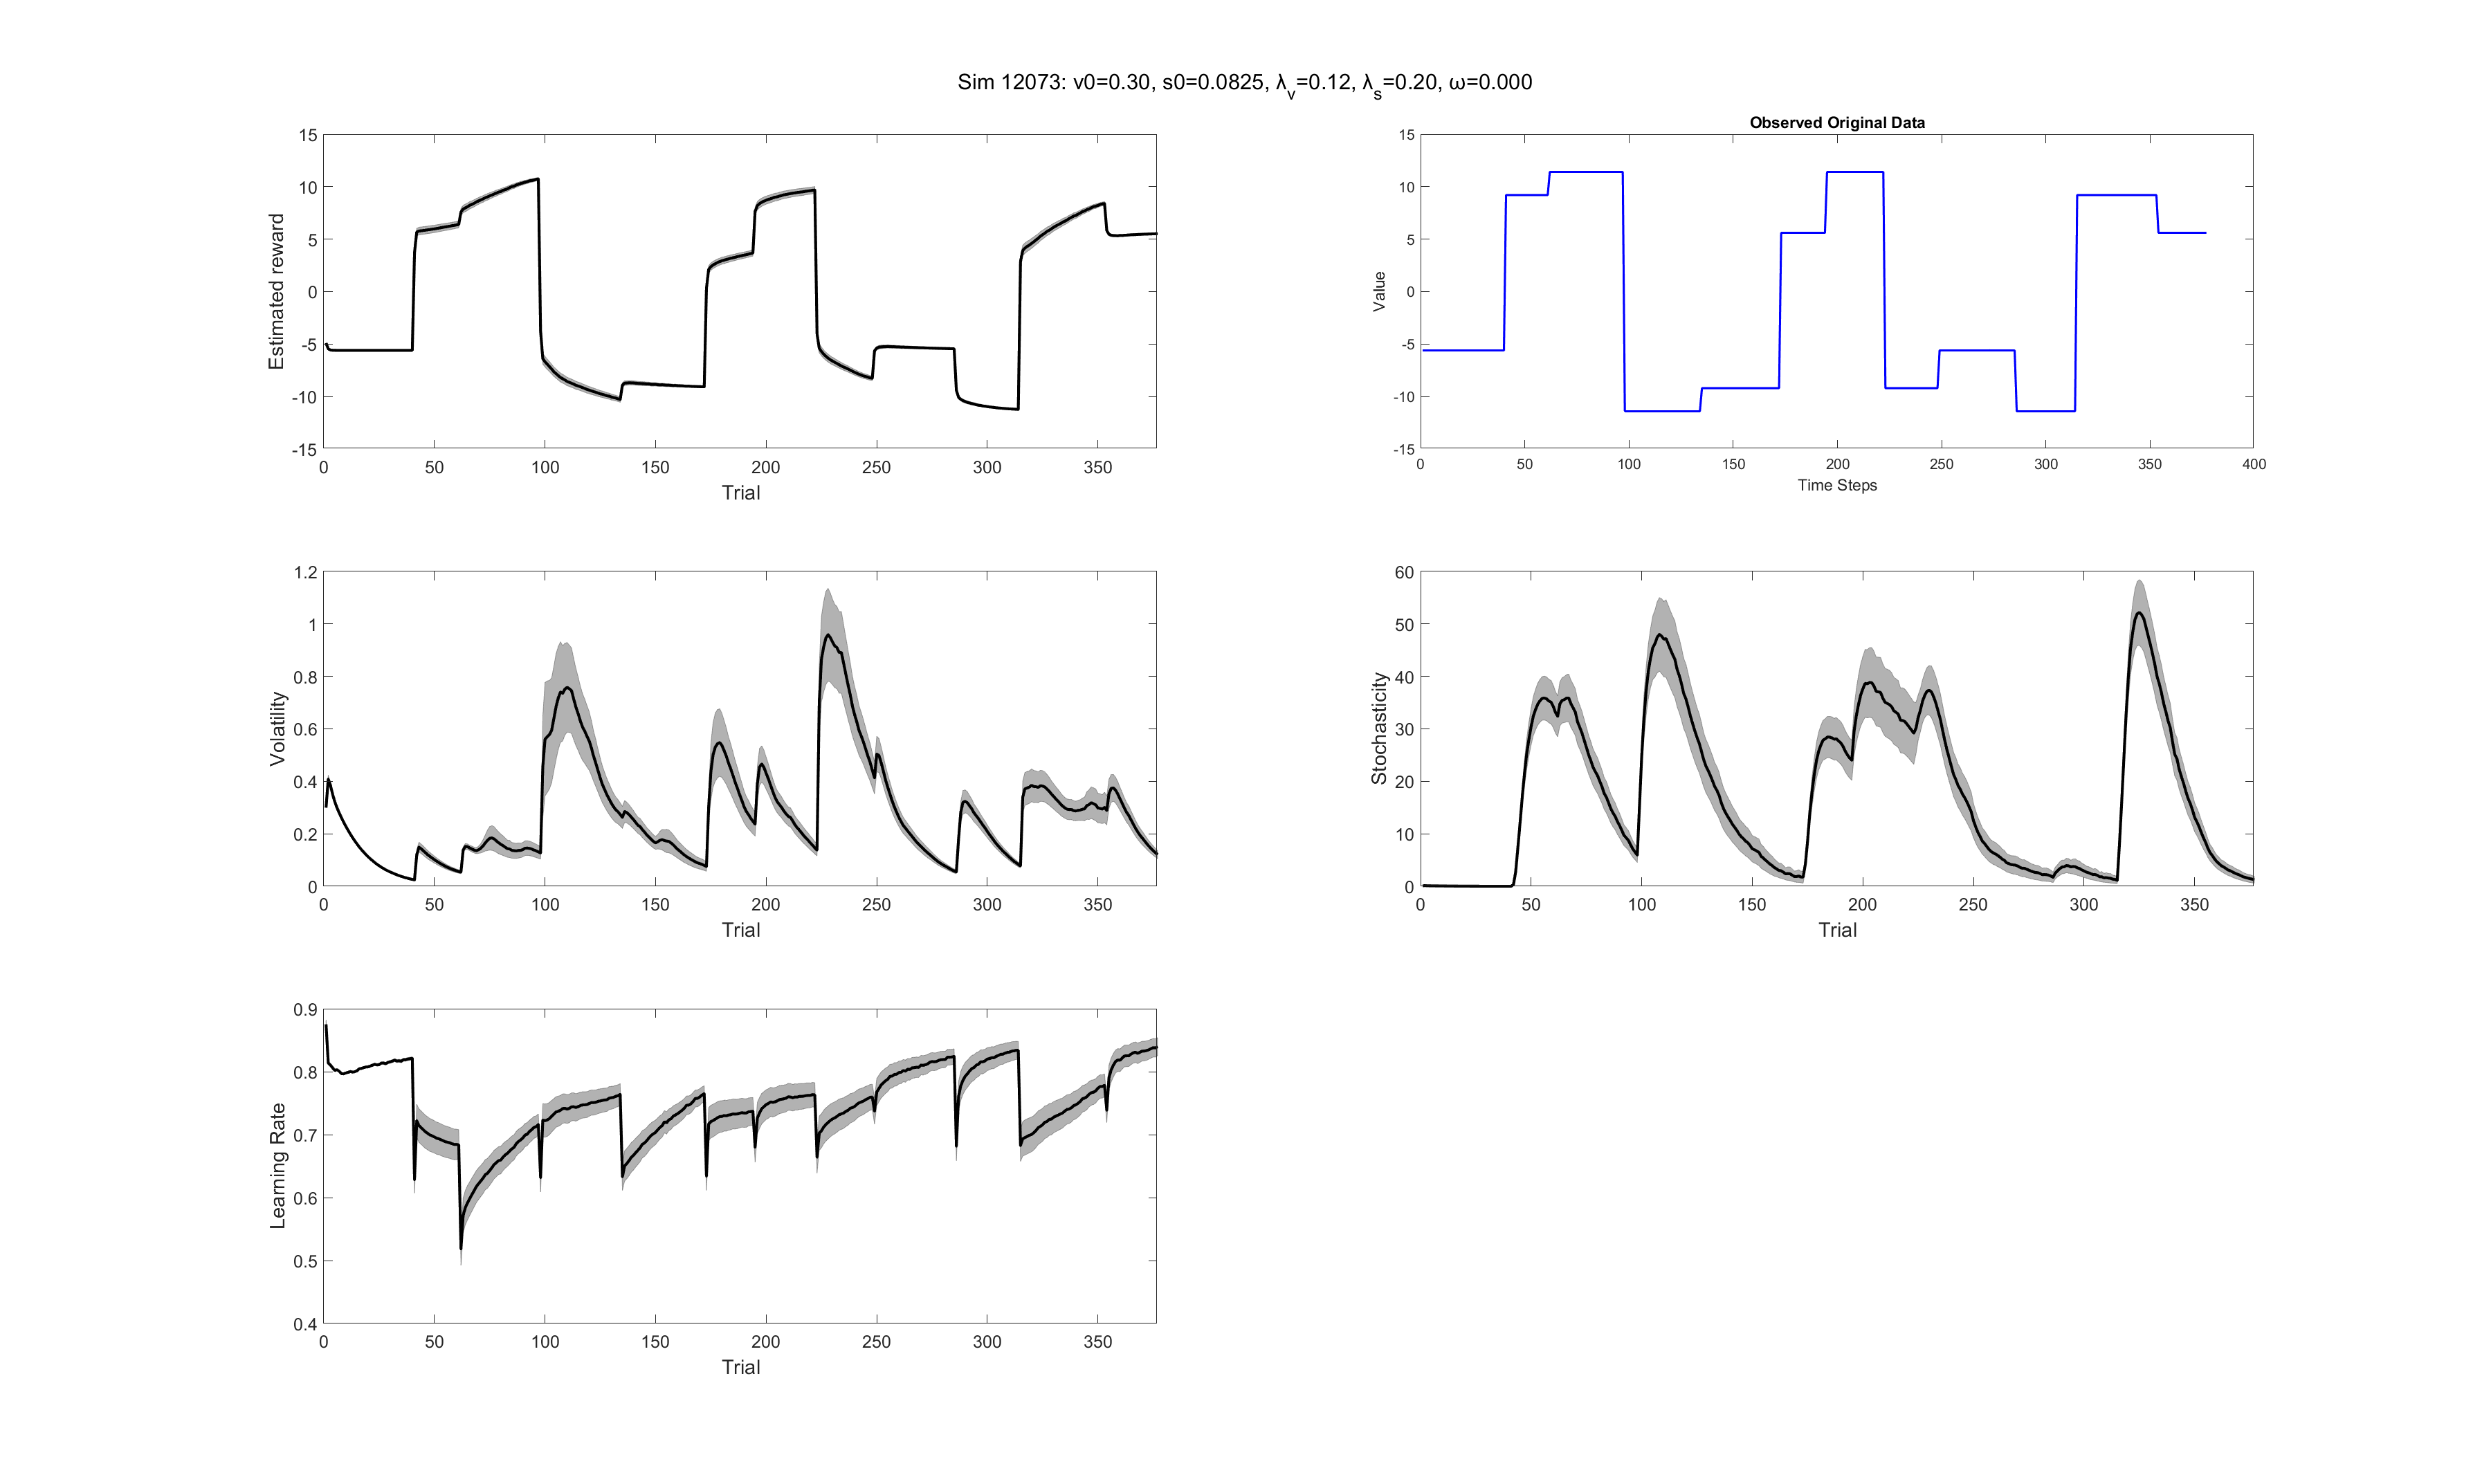 Sim 12073: v0=0.30, s0=0.0825, λv=0.12, λs=0.20, ω=0.000
15
10
5
0
-5
-10
-15
Estimated reward
0 50 100 150 200 250 300 350
Trial
Observed Original Data
15
10
5
0
-5
-10
-15
Value
0 50 100 150 200 250 300 350 400
Time Steps
1.2
1
0.8
0.6
0.4
0.2
0
Volatility
0 50 100 150 200 250 300 350
Trial
60
50
40
30
20
10
0
Stochasticity
0 50 100 150 200 250 300 350
Trial
0.9
0.8
0.7
0.6
0.5
0.4
Learning Rate
0 50 100 150 200 250 300 350
Trial